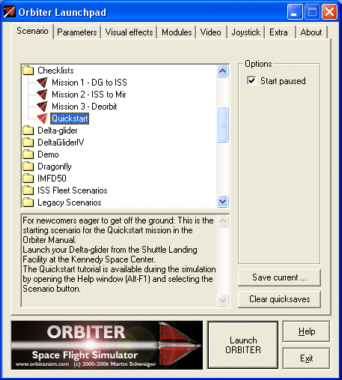 Orbiter Launchpad
Scenario Parameters Visual effects Modules Video Joystick Extra About
Checklists
Mission 1 - DG to ISS
Mission 2 - ISS to Mir
Mission 3 - Deorbit
Quickstart
Delta-glider
DeltaGliderIV
Demo
Dragonfly
IMFD50
ISS Fleet Scenarios
Legacy Scenarios
Options
Start paused
For newcomers eager to get off the ground: This is the
starting scenario for the Quickstart mission in the
Orbiter Manual.
Launch your Delta-glider from the Shuttle Landing
Facility at the Kennedy Space Center.
The Quickstart tutorial is available during the simulation
by opening the Help window (Alt-F1) and selecting the
Scenario button.
Save current ...
Clear quicksaves
ORBITER
Space Flight Simulator
www.orbitersim.com (c) 2000-2006 Martin Schweiger
Launch
ORBITER
Help
Exit